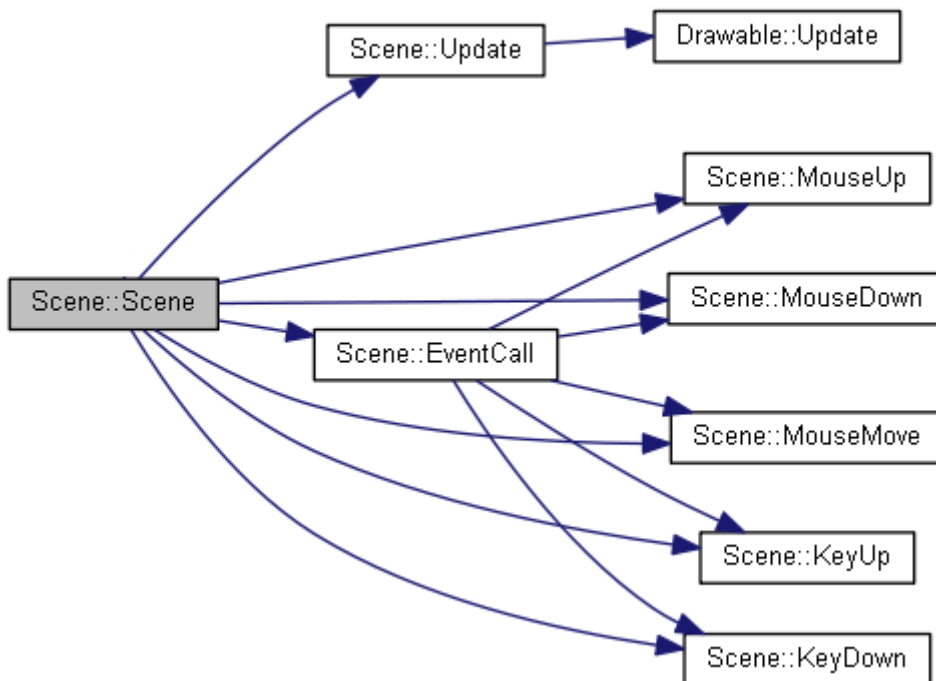 Scene::Update
Drawable::Update
Scene::MouseUp
Scene::Scene
Scene::MouseDown
Scene::EventCall
Scene::MouseMove
Scene::KeyUp
Scene::KeyDown